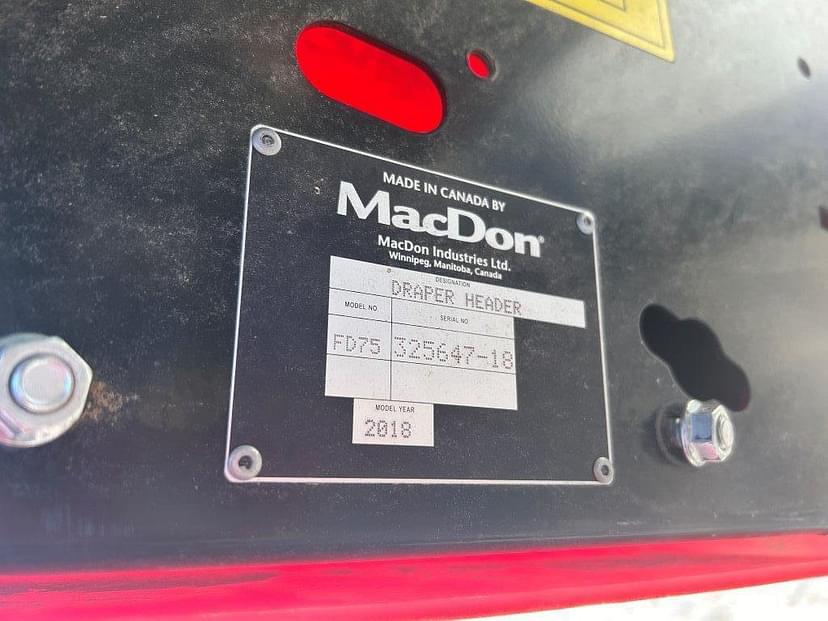 MADE IN CANADA BY
MacDon®
MacDon Industries Ltd.
Winnipeg, Manitoba, Canada
DESIGNATION
DRAPER HEADER
MODEL NO
SERIAL NO
FD75
325647-18
MODEL YEAR
2018